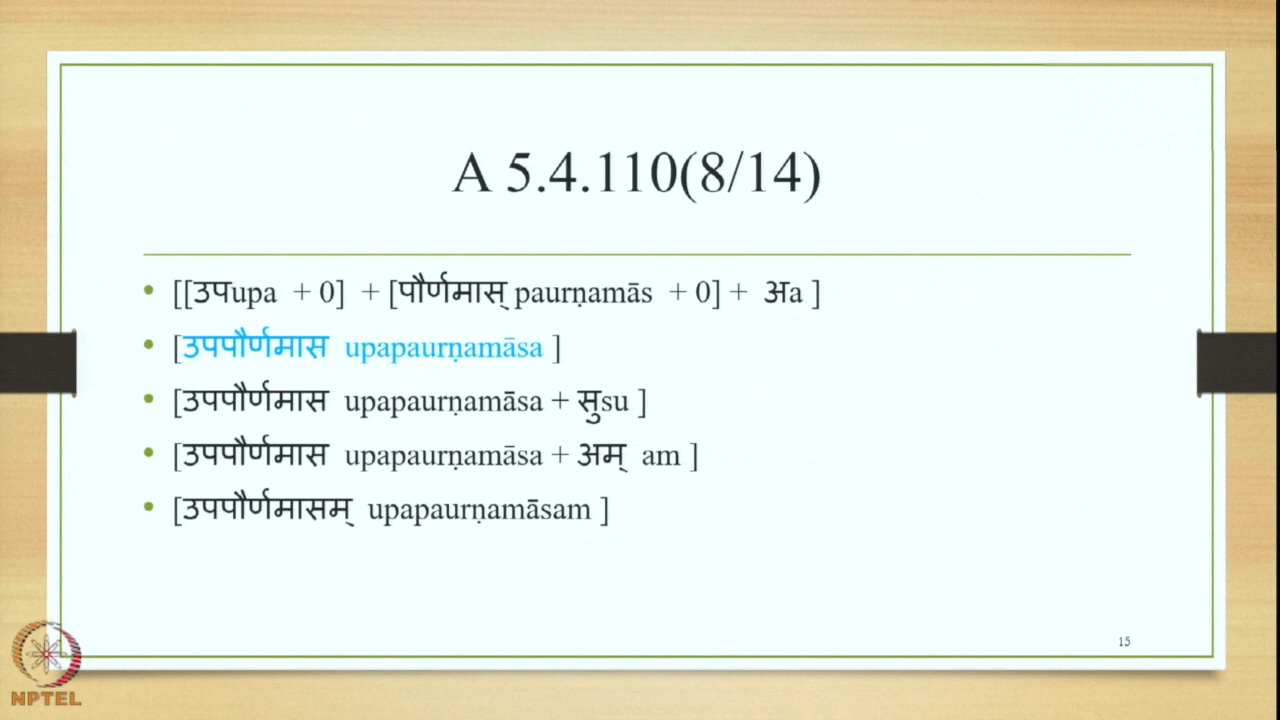 A 5.4.110(8/14)
[[उपupa + 0] + [पौर्णमास् paurṇamās + 0] + अa ]
[उपपौर्णमास upapaurṇamāsa ]
[उपपौर्णमास upapaurṇamāsa + सुsu ]
[उपपौर्णमास upapaurṇamāsa + अम् am ]
[उपपौर्णमासम् upapaurṇamāsam ]
15
NPTEL